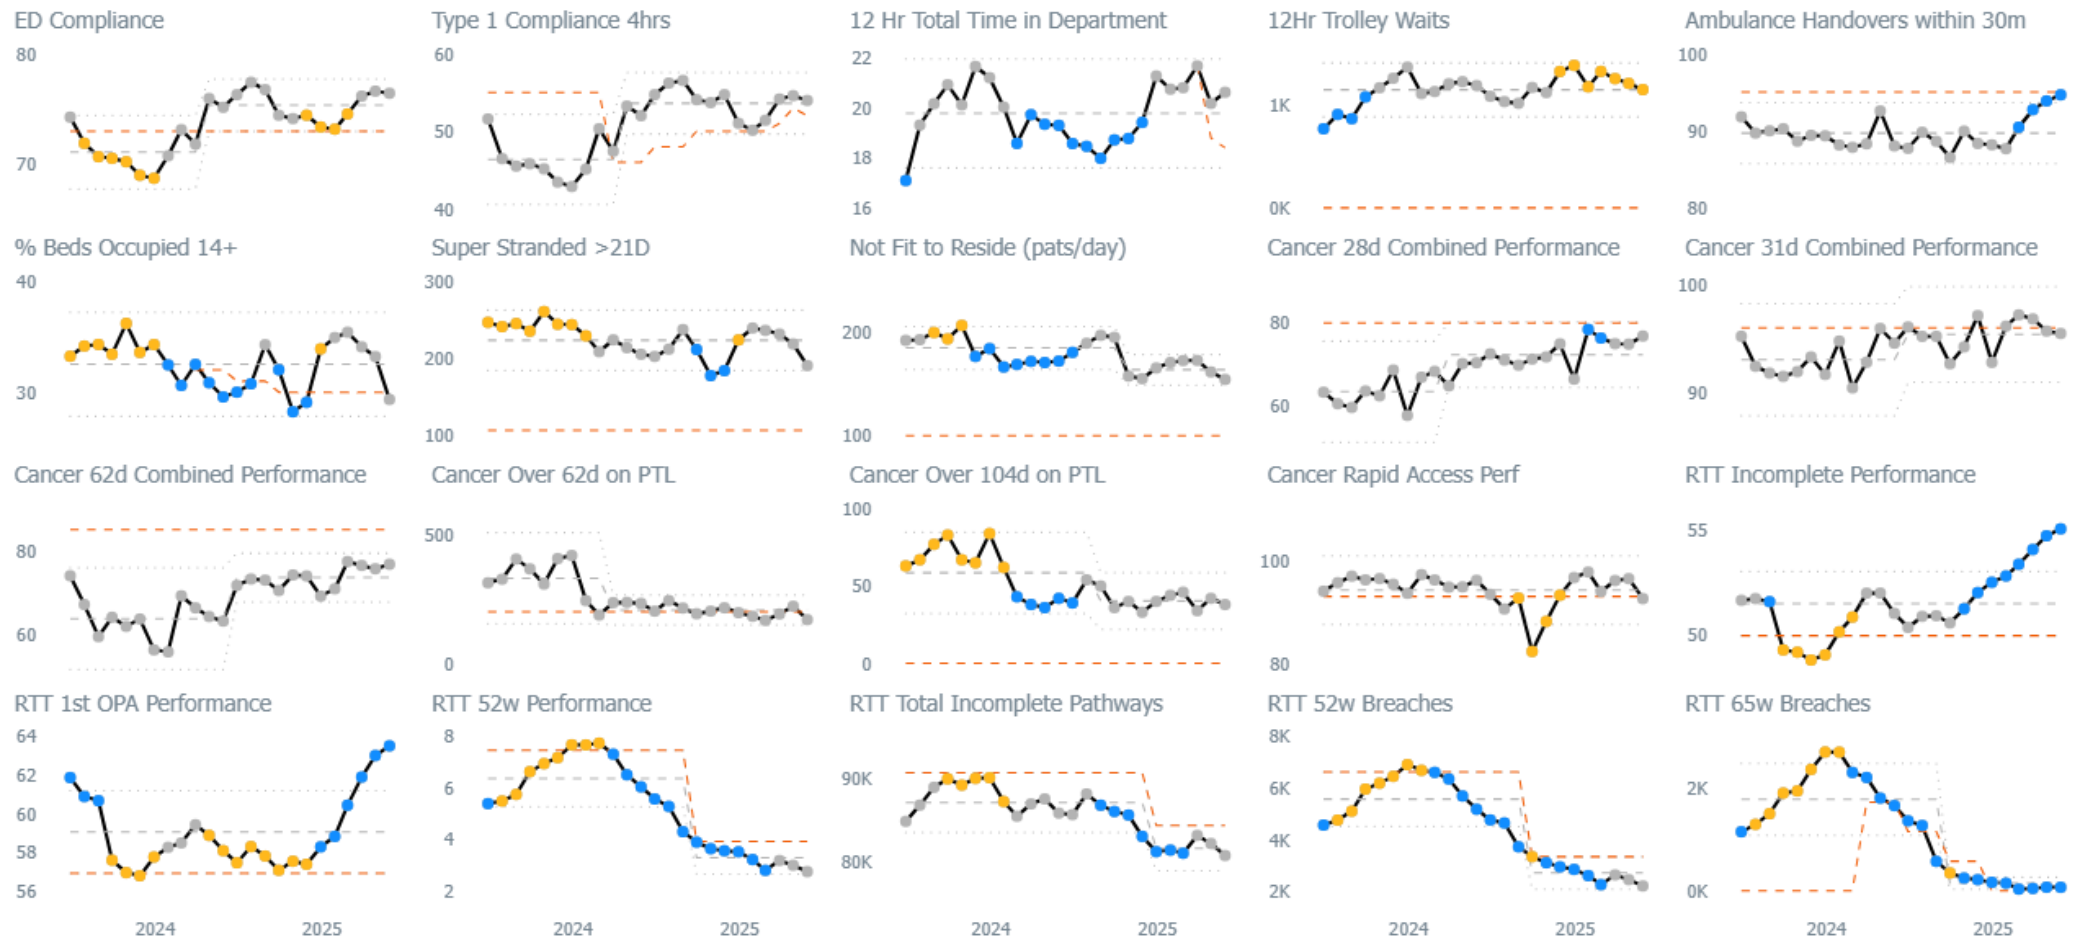 ED Compliance
80
70
Type 1 Compliance 4hrs
60
50
40
12 Hr Total Time in Department
22
20
18
16
12Hr Trolley Waits
1K
0K
Ambulance Handovers within 30m
100
90
80
% Beds Occupied 14+
40
30
Super Stranded >21D
300
200
100
Not Fit to Reside (pats/day)
200
100
Cancer 28d Combined Performance
80
60
Cancer 31d Combined Performance
100
90
Cancer 62d Combined Performance
80
60
Cancer Over 62d on PTL
500
0
Cancer Over 104d on PTL
100
50
0
Cancer Rapid Access Perf
100
80
RTT Incomplete Performance
55
50
RTT 1st OPA Performance
64
62
60
58
56
2024 2025
RTT 52w Performance
8
6
4
2
2024 2025
RTT Total Incomplete Pathways
90K
80K
2024 2025
RTT 52w Breaches
8K
6K
4K
2K
2024 2025
RTT 65w Breaches
2K
0K
2024 2025